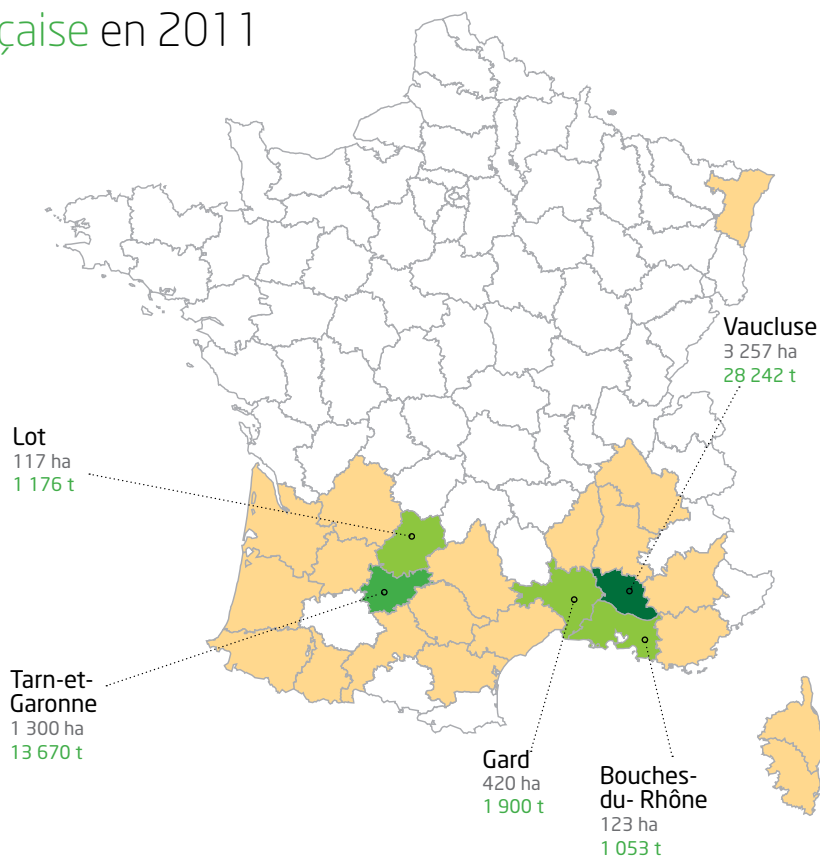 çaise en 2011
Vaucluse
3 257 ha
28 242 t
Lot
117 ha
1 176 t
Tarn-et-
Garonne
1 300 ha
13 670 t
Gard
420 ha
1 900 t
Bouches-
du- Rhône
123 ha
1 053 t